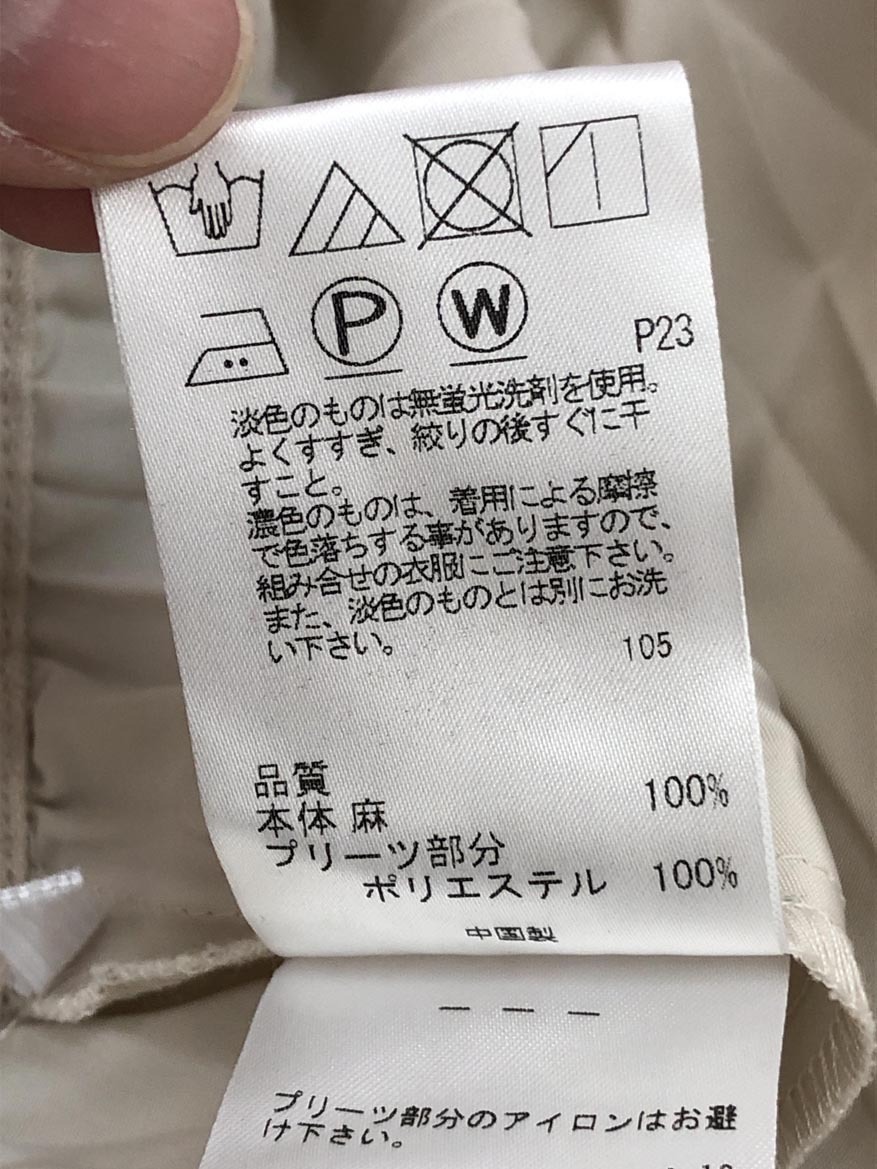 P
W
P23
淡色のものは無蛍光洗剤を使用。
よくすすぎ、絞りの後すぐに干
すこと。
濃色のものは、着用による摩擦
で色落ちする事がありますので、
組み合せの衣服にご注意下さい。
また、淡色のものとは別にお洗
い下さい。
105
品質
本体 麻 100%
プリーツ部分
ポリエステル 100%
中国製
— — —
プリーツ部分のアイロンはお避
け下さい。